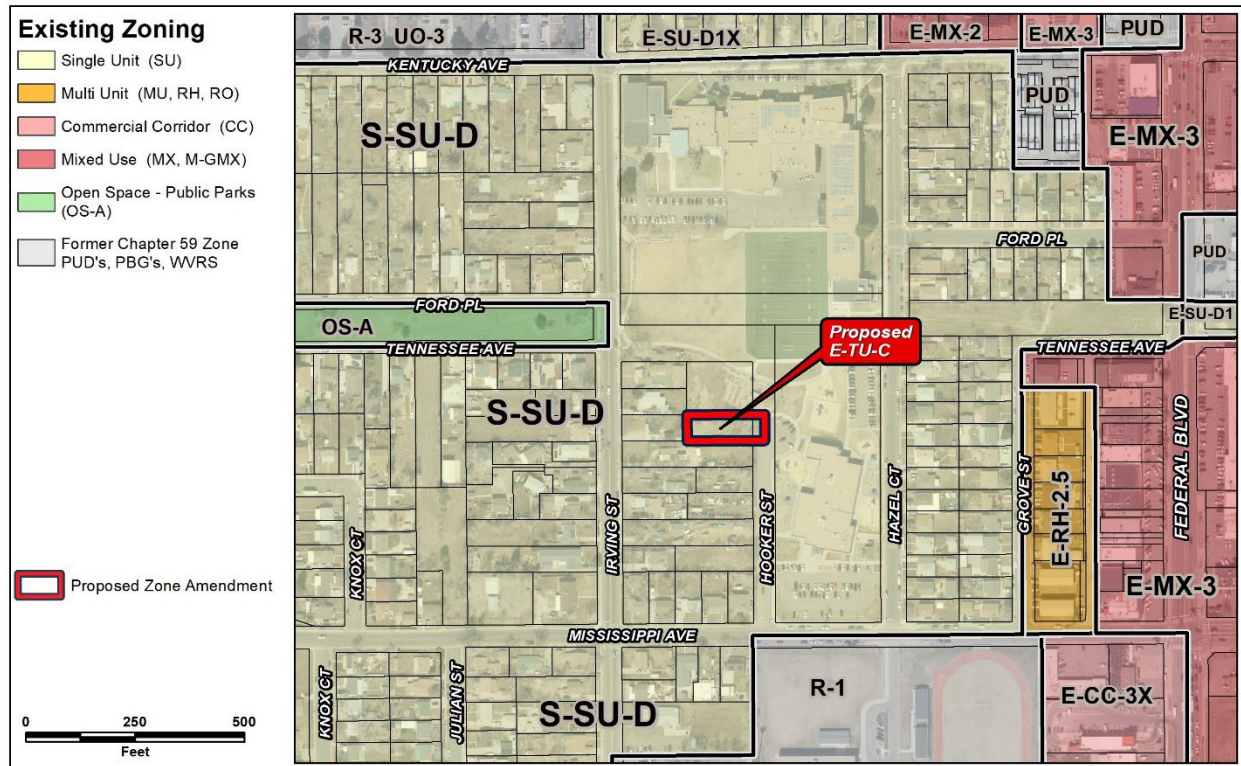 Existing Zoning
Single Unit (SU)
Multi Unit (MU, RH, RO)
Commercial Corridor (CC)
Mixed Use (MX, M-GMX)
Open Space - Public Parks
(OS-A)
Former Chapter 59 Zone
PUD's, PBG's, WVRS
Proposed Zone Amendment
0 250 500
Feet
R-3 UO-3
E-SU-D1X
E-MX-2
E-MX-3
PUD
KENTUCKY AVE
PUD
S-SU-D
E-MX-3
FORD PL
PUD
FORD PL
OS-A
E-SU-D1
TENNESSEE AVE
Proposed
E-TU-C
TENNESSEE AVE
S-SU-D
KNOX CT
IRVING ST
HOOKER ST
HAZEL CT
GROVE ST
E-RH-2.5
FEDERAL BLVD
E-MX-3
MISSISSIPPI AVE
KNOX CT
JULIAN ST
S-SU-D
R-1
E-CC-3X